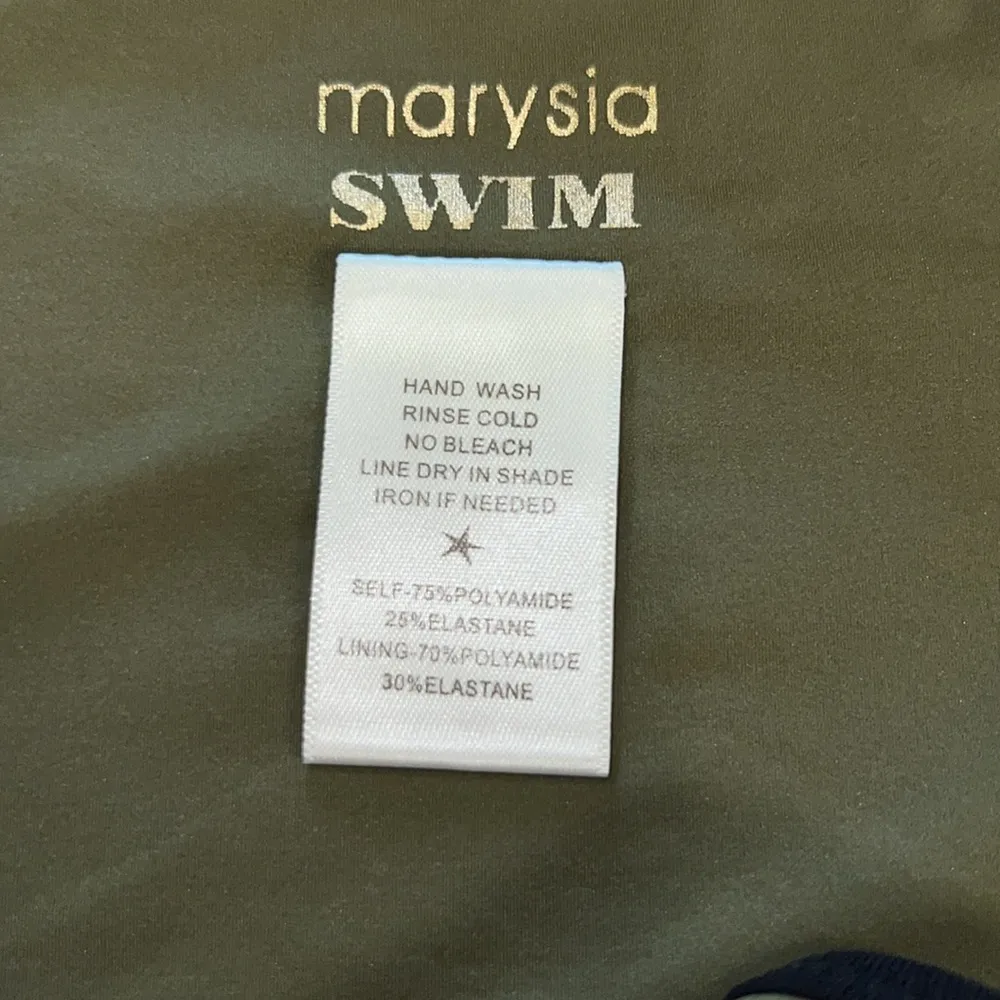 marysia
SWIM
HAND WASH
RINSE COLD
NO BLEACH
LINE DRY IN SHADE
IRON IF NEEDED
SELF-75%POLYAMIDE
25%ELASTANE
LINING-70%POLYAMIDE
30%ELASTANE